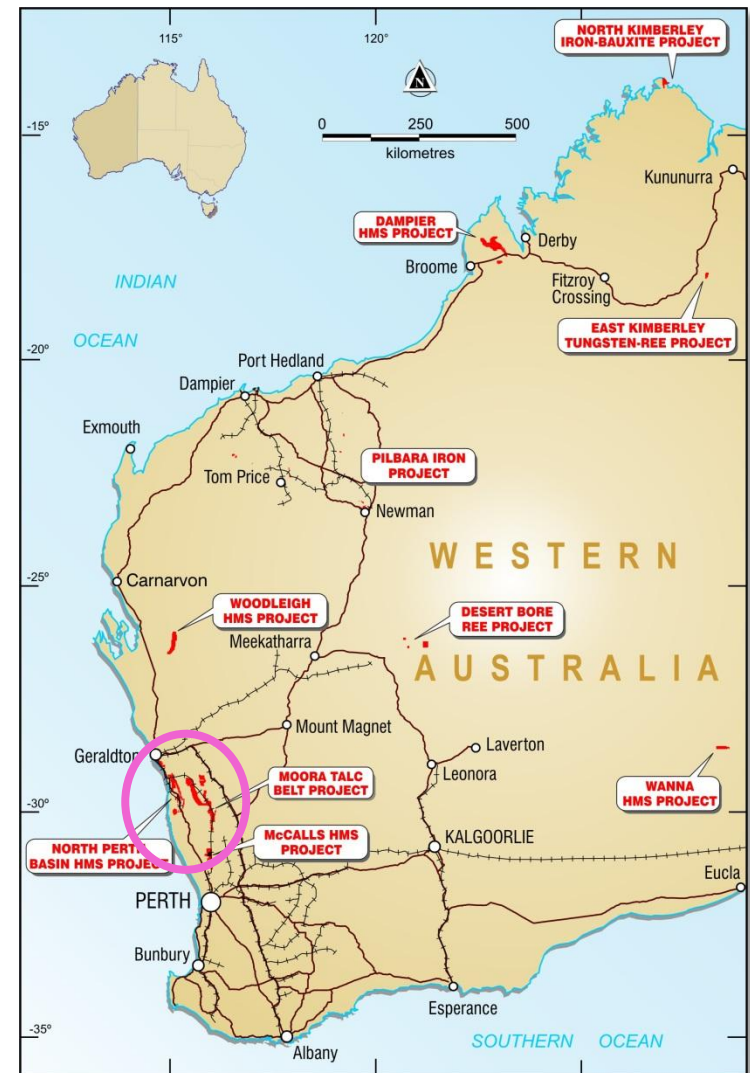 115°
120°
NORTH KIMBERLEY
IRON-BAUXITE PROJECT
N
-15°
0 250 500
kilometres
Kununurra
DAMPIER
HMS PROJECT
Derby
Broome
Fitzroy
Crossing
INDIAN
OCEAN
EAST KIMBERLEY
TUNGSTEN-REE PROJECT
-20°
Port Hedland
Dampier
Exmouth
PILBARA IRON
PROJECT
Tom Price
Newman
WESTERN
AUSTRALIA
-25°
Carnarvon
WOODLEIGH
HMS PROJECT
DESERT BORE
REE PROJECT
Meekatharra
Mount Magnet
Geraldton
Laverton
Leonora
MOORA TALC
BELT PROJECT
WANNA
HMS PROJECT
-30°
NORTH PERTH
BASIN HMS PROJECT
McCALLS HMS
PROJECT
KALGOORLIE
Eucla
PERTH
Bunbury
Esperance
-35°
Albany
SOUTHERN OCEAN